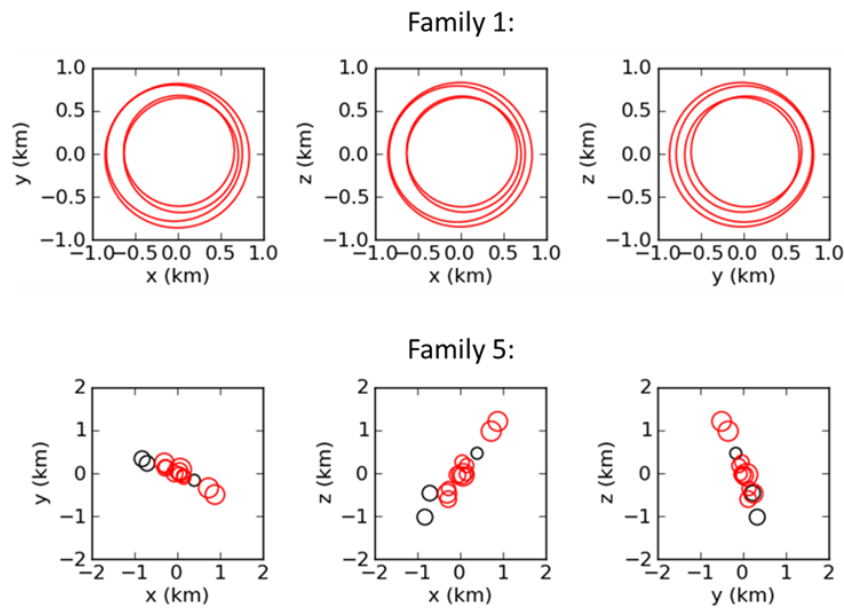 Family 1:
1.0 1.0 1.0
0.5 0.5 0.5
y (km) 0.0 z (km) 0.0 z (km) 0.0
−0.5 −0.5 −0.5
−1.0 −1.0 −1.0
−1.0 −0.5 0.0 0.5 1.0 −1.0 −0.5 0.0 0.5 1.0 −1.0 −0.5 0.0 0.5 1.0
x (km) x (km) y (km)
Family 5:
2 2 2
1 1 1
y (km) 0 z (km) 0 z (km) 0
−1 −1 −1
−2 −2 −2
−2 −1 0 1 2 −2 −1 0 1 2 −2 −1 0 1 2
x (km) x (km) y (km)